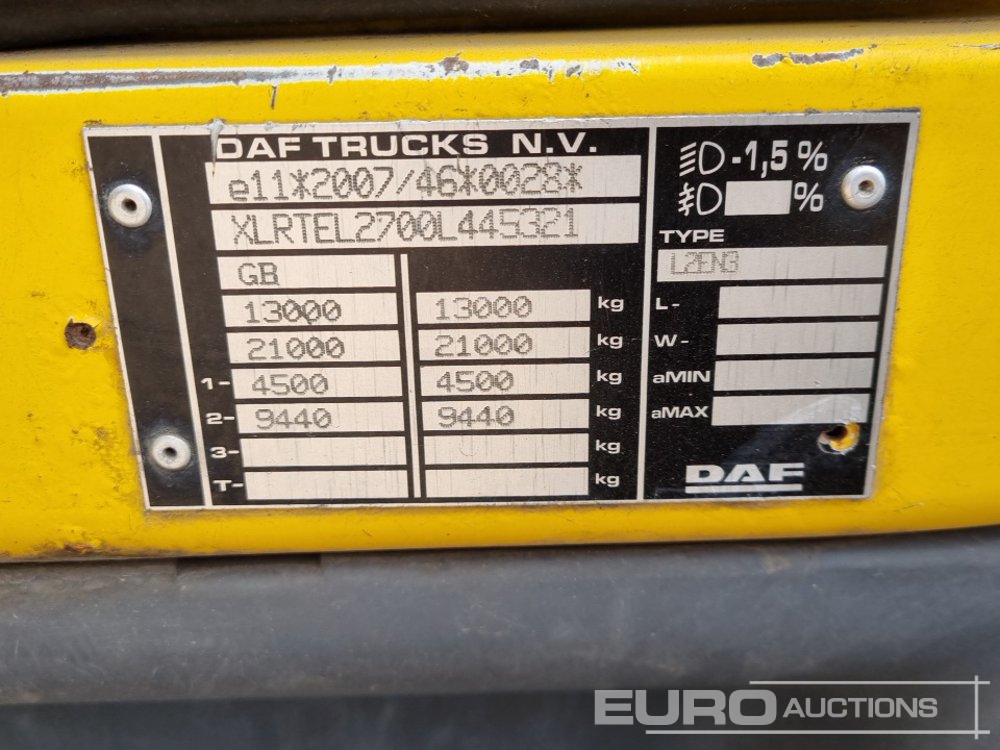 DAF TRUCKS N.V.
e11*2007/46*0028*
XLRTEL2700L445321
GB
13000 13000 kg
21000 21000 kg
1- 4500 4500 kg
2- 9440 9440 kg
3- kg
T- kg
-1,5 %
%
TYPE
L2EN3
L-
W-
aMIN
aMAX
DAF
EURO AUCTIONS